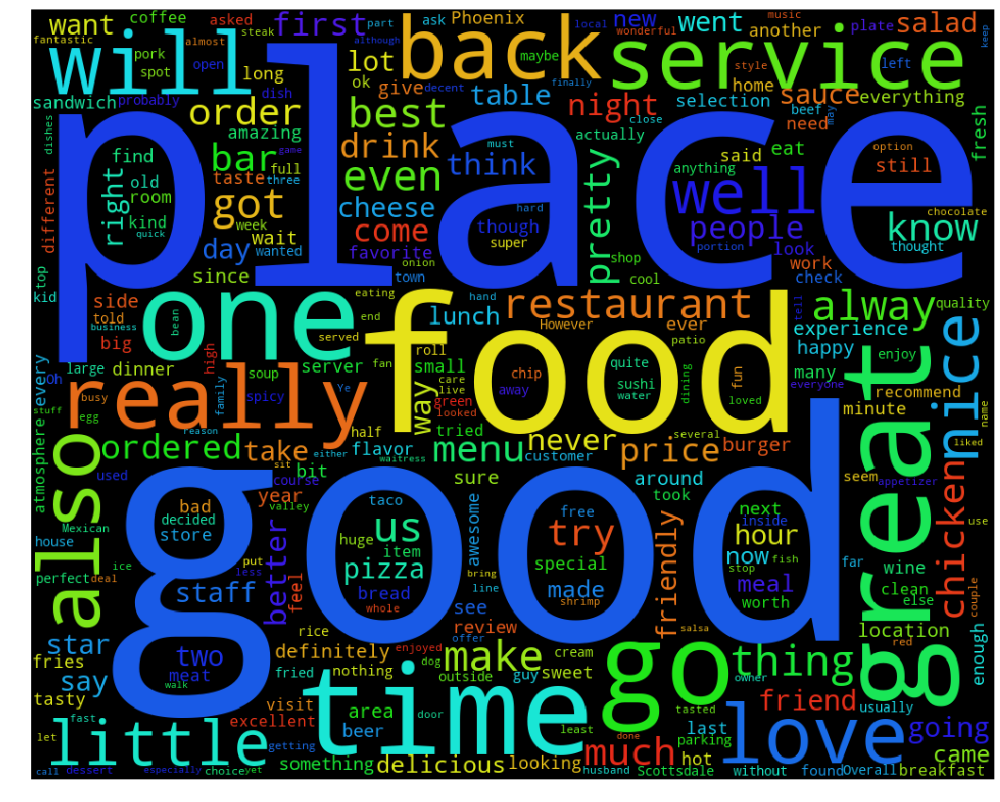 want coffee asked first part ask Phoenix local new went another plate salad
fantastic almost steak although wonderful music keep
will pork open long lot back maybe service style left
spot ok finally home
sandwich probably dish give decent table night selection sauce everything
order best close actually beef need may fresh
dishes amazing drink must said eat option
bar game think
find full even pretty anything still
different right old taste three got cheese hard well people know chocolate
room week though portion look thought
kind quick wait come super
day wanted favorite onion shop work
top since town cool check
kid side eating hand restaurant always quality
told one end lunch However ever tell experience
business bean served food patio nice
big high roll quite happy enjoy
large dinner soup server fan small chip sushi fun many everyone
Oh really family spicy Ye care live away water dining loved recommend name
every busy way green minute
stuff egg looked tried several great liked
atmosphere reason half never
ordered take either flavor menu customer price burger
also used sit course waitress sure around seem appetizer
bit took chicken
year valley taco awesome free next use
bad us try inside
Mexican decided huge item hour
house store better put now fish far
perfect deal ice less pizza bring special stop wine
good friendly meal clean couple
staff feel bread line made worth else
whole see shrimp
rice review salsa location
star two definitely enjoyed offer make cream go thing red enough
fries meat fried nothing dog guy sweet owner
say walk time outside friend usually
tasty visit area door tasted
fast excellent least last love going
let little beer done parking
getting something delicious looking much hot came
call dessert especially choice yet husband Scottsdale without found Overall breakfast